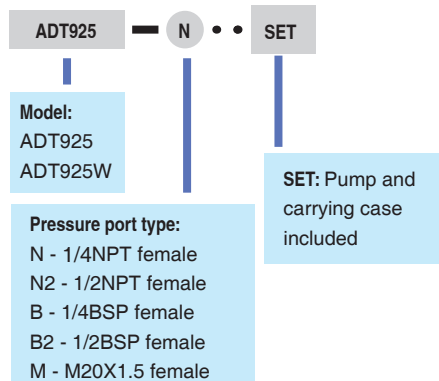 ADT925 — N • • SET
Model:
ADT925
ADT925W
Pressure port type:
N - 1/4NPT female
N2 - 1/2NPT female
B - 1/4BSP female
B2 - 1/2BSP female
M - M20X1.5 female
SET: Pump and
carrying case
included